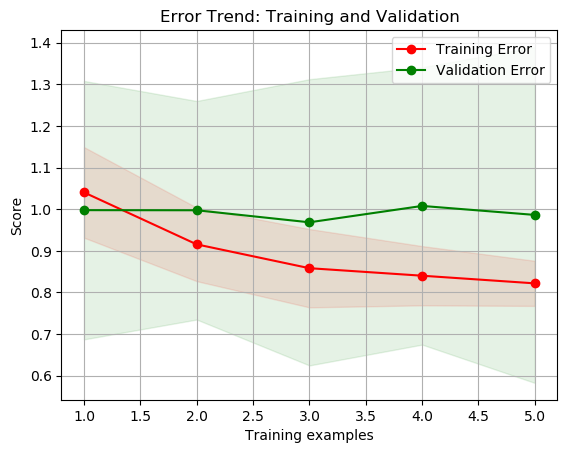 Error Trend: Training and Validation
1.4
1.3
1.2
1.1
1.0
0.9
0.8
0.7
0.6
Score
Training Error
Validation Error
1.0 1.5 2.0 2.5 3.0 3.5 4.0 4.5 5.0
Training examples